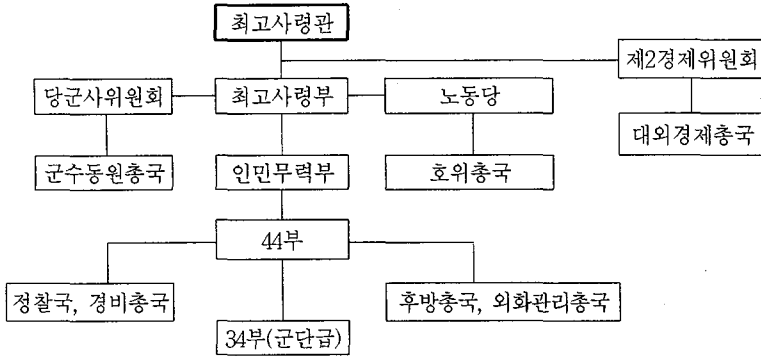 최고사령관
제2경제위원회
당군사위원회
최고사령부
노동당
대외경제총국
군수동원총국
인민무력부
호위총국
44부
정찰국, 경비총국
후방총국, 외화관리총국
34부(군단급)